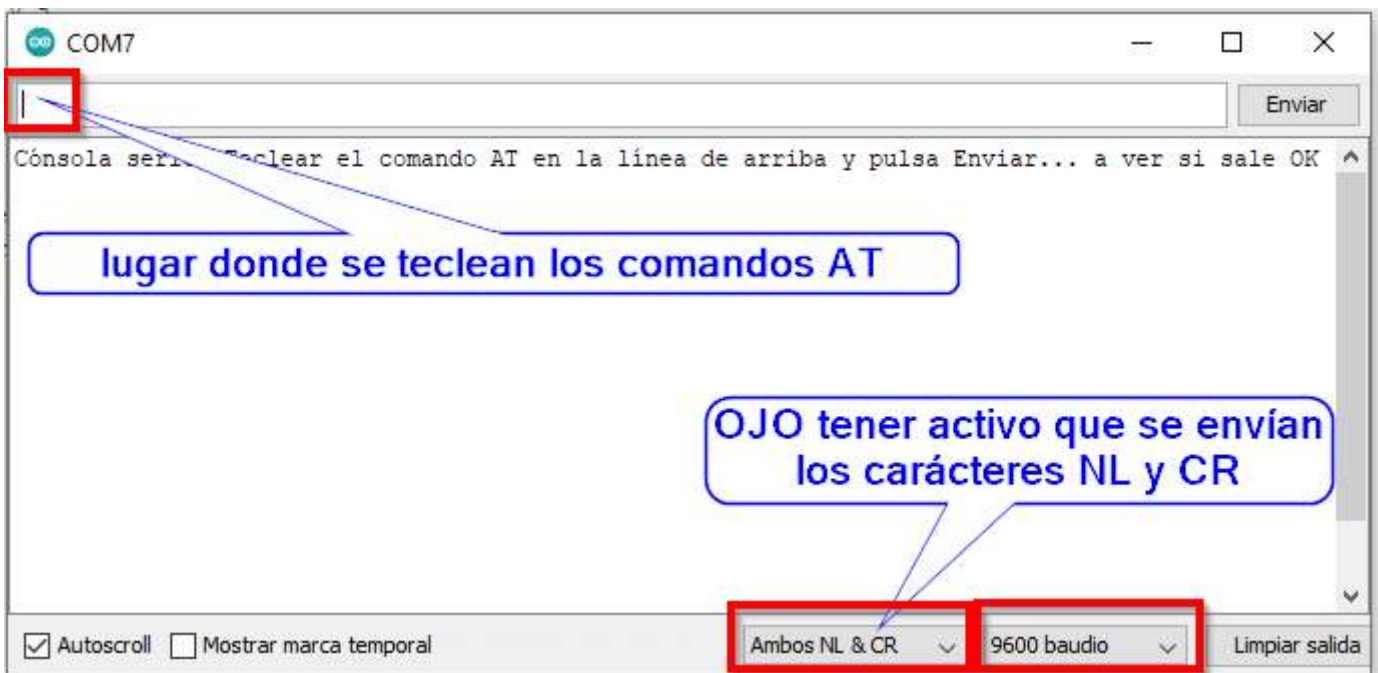 COM7
Enviar
Cónsola Teclear el comando AT en la línea de arriba y pulsa Enviar... a ver si sale OK
lugar donde se teclean los comandos AT
OJO tener activo que se envían
los carácteres NL y CR
Autoscroll Mostrar marca temporal Ambos NL & CR 9600 baudio Limpiar salida